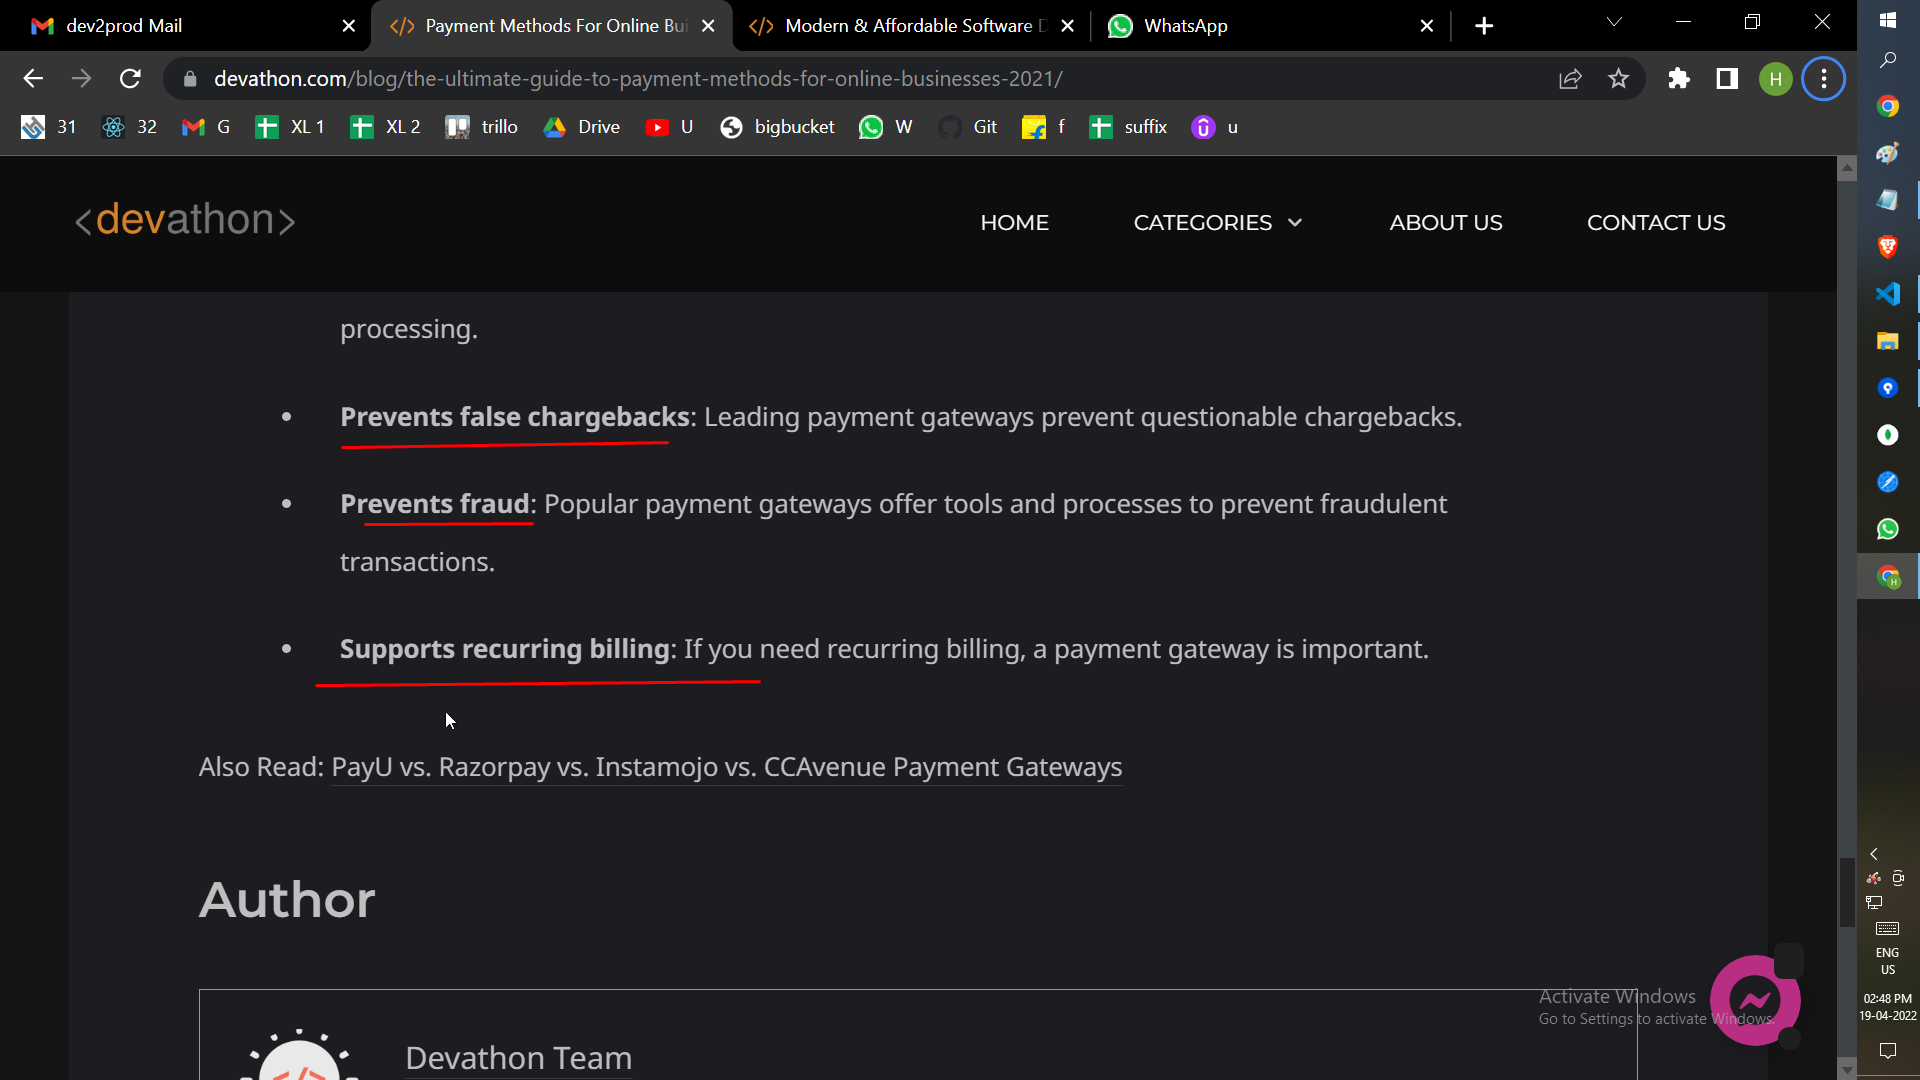 dev2prod Mail
Payment Methods For Online Bu
Modern & Affordable Software D
WhatsApp
devathon.com/blog/the-ultimate-guide-to-payment-methods-for-online-businesses-2021/
H
31
32
G
XL 1
XL 2
trillo
Drive
U
bigbucket
W
Git
f
suffix
u
<devathon>
HOME
CATEGORIES
ABOUT US
CONTACT US
processing.
• Prevents false chargebacks: Leading payment gateways prevent questionable chargebacks.
• Prevents fraud: Popular payment gateways offer tools and processes to prevent fraudulent
transactions.
• Supports recurring billing: If you need recurring billing, a payment gateway is important.
Also Read: PayU vs. Razorpay vs. Instamojo vs. CCAvenue Payment Gateways
Author
Devathon Team
Activate Windows
Go to Settings to activate Windows.
ENG
US
02:48 PM
19-04-2022